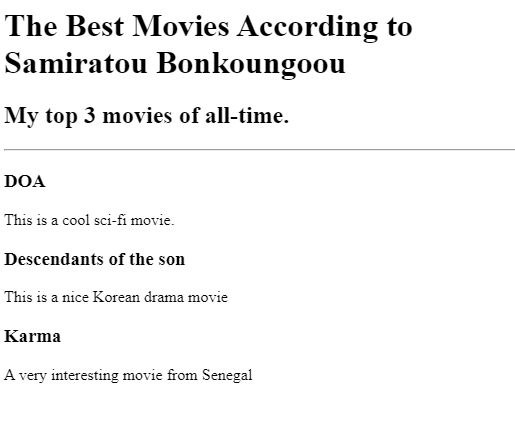 The Best Movies According to
Samiratou Bonkoungoou
My top 3 movies of all-time.
DOA
This is a cool sci-fi movie.
Descendants of the son
This is a nice Korean drama movie
Karma
A very interesting movie from Senegal